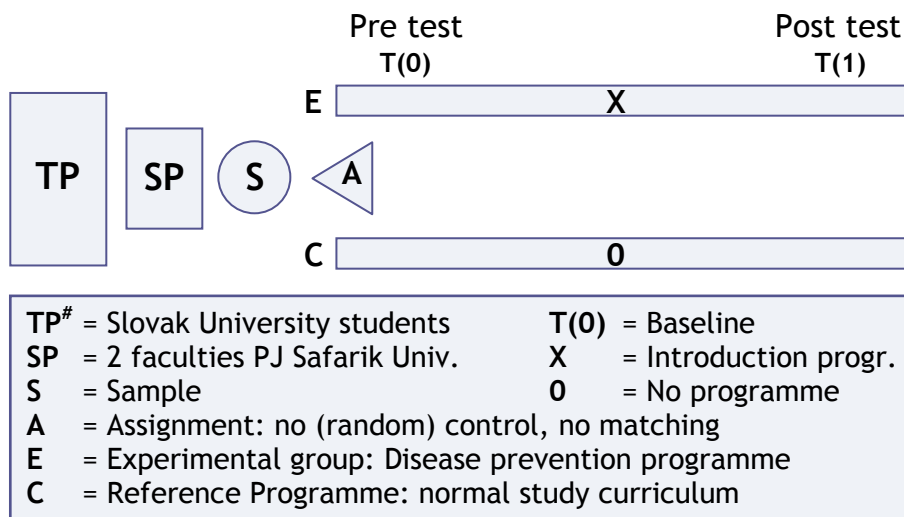 Pre test Post test
T(0) T(1)
E X
TP SP S A
C 0
TP# = Slovak University students T(0) = Baseline
SP = 2 faculties PJ Safarik Univ. X = Introduction progr.
S = Sample 0 = No programme
A = Assignment: no (random) control, no matching
E = Experimental group: Disease prevention programme
C = Reference Programme: normal study curriculum